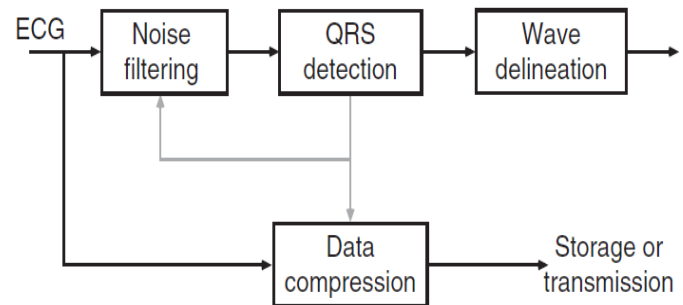 ECG
Noise
filtering
QRS
detection
Wave
delineation
Data
compression
Storage or
transmission